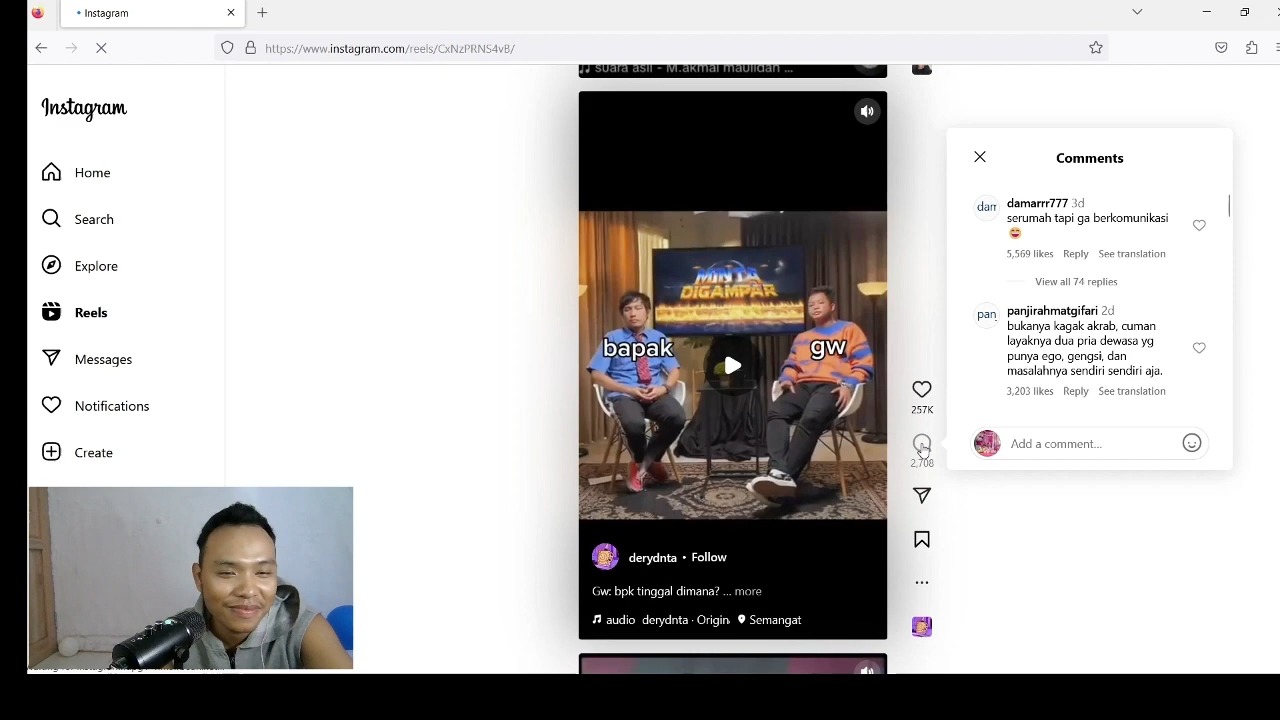 Instagram
https://www.instagram.com/reels/CxNzPRNS4vB/
Instagram
Home
Search
Explore
Reels
Messages
Notifications
Create
suara asli - M.akmal maulidah ...
MINTA
DIGAMPAR
bapak
gw
derydnta • Follow
Gw: bpk tinggal dimana? ... more
audio derydnta · Origin
Semangat
257K
2,708
Comments
dam
damarrr777 3d
serumah tapi ga berkomunikasi
😄
5,569 likes Reply See translation
View all 74 replies
pan
panjirahmatgifari 2d
bukanya kagak akrab, cuman
layaknya dua pria dewasa yg
punya ego, gengsi, dan
masalahnya sendiri sendiri aja.
3,203 likes Reply See translation
Add a comment...